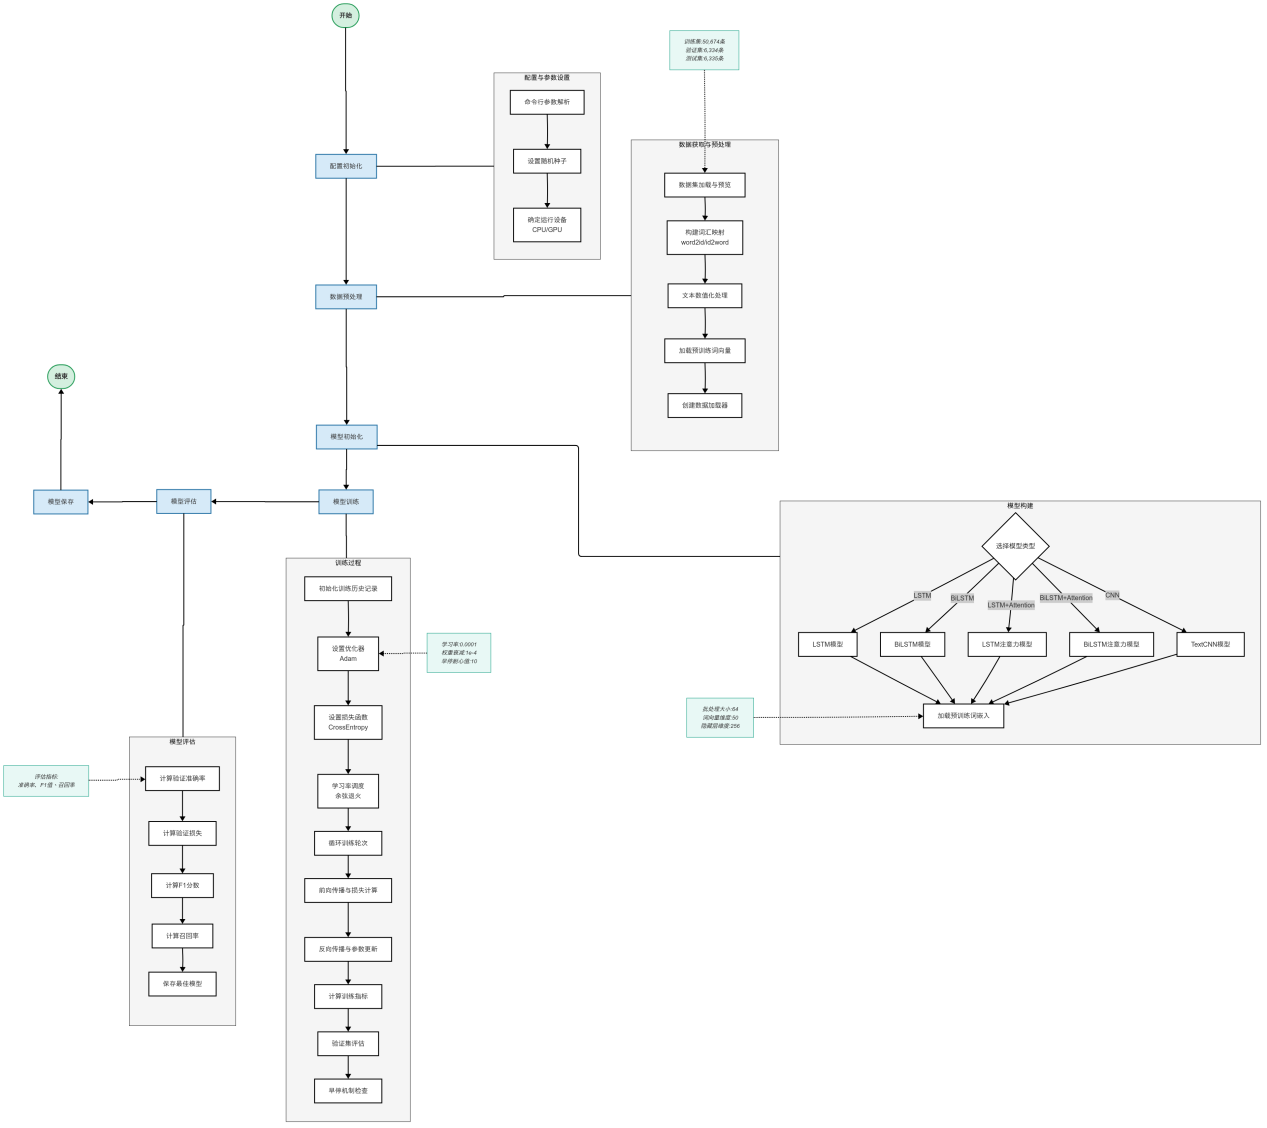 开始
训练集:50,674条
验证集:6,334条
测试集:6,335条
配置与参数设置
命令行参数解析
设置随机种子
确定运行设备
CPU/GPU
配置初始化
数据获取与预处理
数据集加载与预览
构建词汇映射
word2id/id2word
文本数值化处理
加载预训练词向量
创建数据加载器
数据预处理
结束
模型初始化
模型保存
模型评估
模型训练
模型构建
选择模型类型
LSTM
BiLSTM
LSTM+Attention
BiLSTM+Attention
CNN
LSTM模型
BiLSTM模型
LSTM注意力模型
BiLSTM注意力模型
TextCNN模型
批处理大小:64
词向量维度:50
隐藏层维度:256
加载预训练词嵌入
训练过程
初始化训练历史记录
设置优化器
Adam
学习率:0.0001
权重衰减:1e-4
早停耐心值:10
设置损失函数
CrossEntropy
学习率调度
余弦退火
循环训练轮次
前向传播与损失计算
反向传播与参数更新
计算训练指标
验证集评估
早停机制检查
模型评估
评估指标:
准确率、F1值、召回率
计算验证准确率
计算验证损失
计算F1分数
计算召回率
保存最佳模型